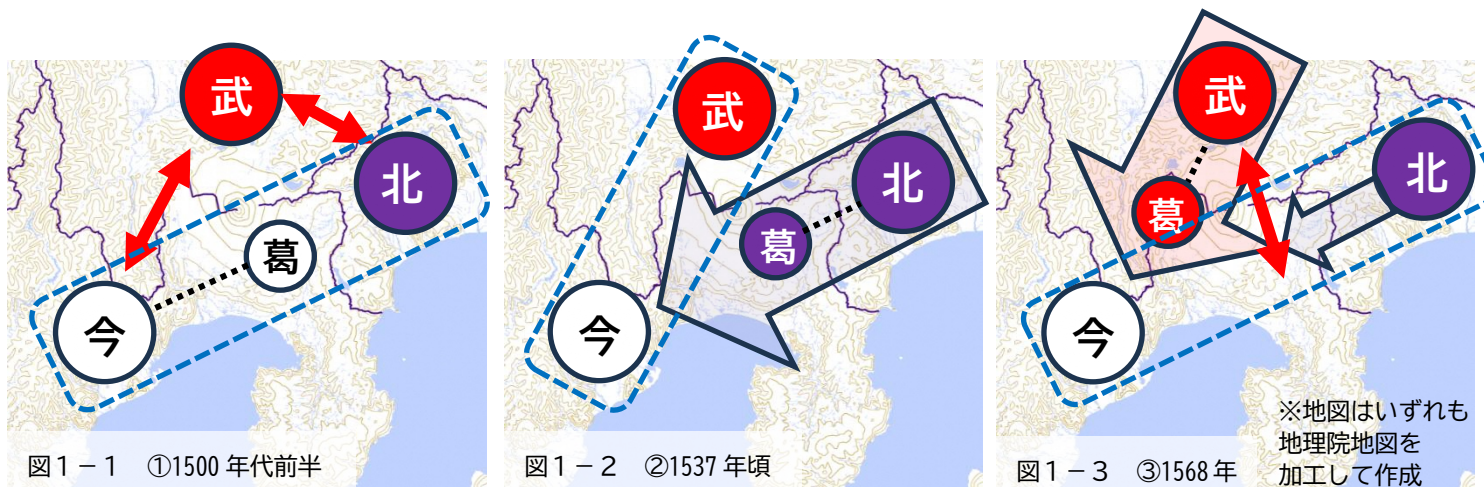 武
北
葛
今
図１－１　①1500 年代前半
武
北
葛
今
図１－２　②1537 年頃
武
北
葛
今
図１－３　③1568 年
※地図はいずれも
地理院地図を
加工して作成